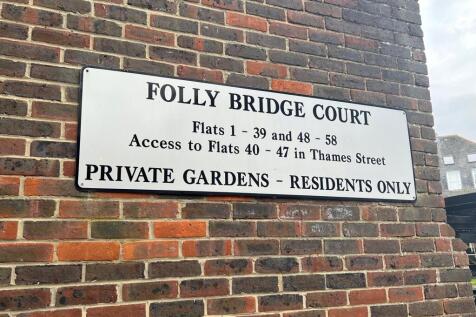 FOLLY BRIDGE COURT
Flats 1 - 39 and 48 - 58
Access to Flats 40 - 47 in Thames Street
PRIVATE GARDENS - RESIDENTS ONLY